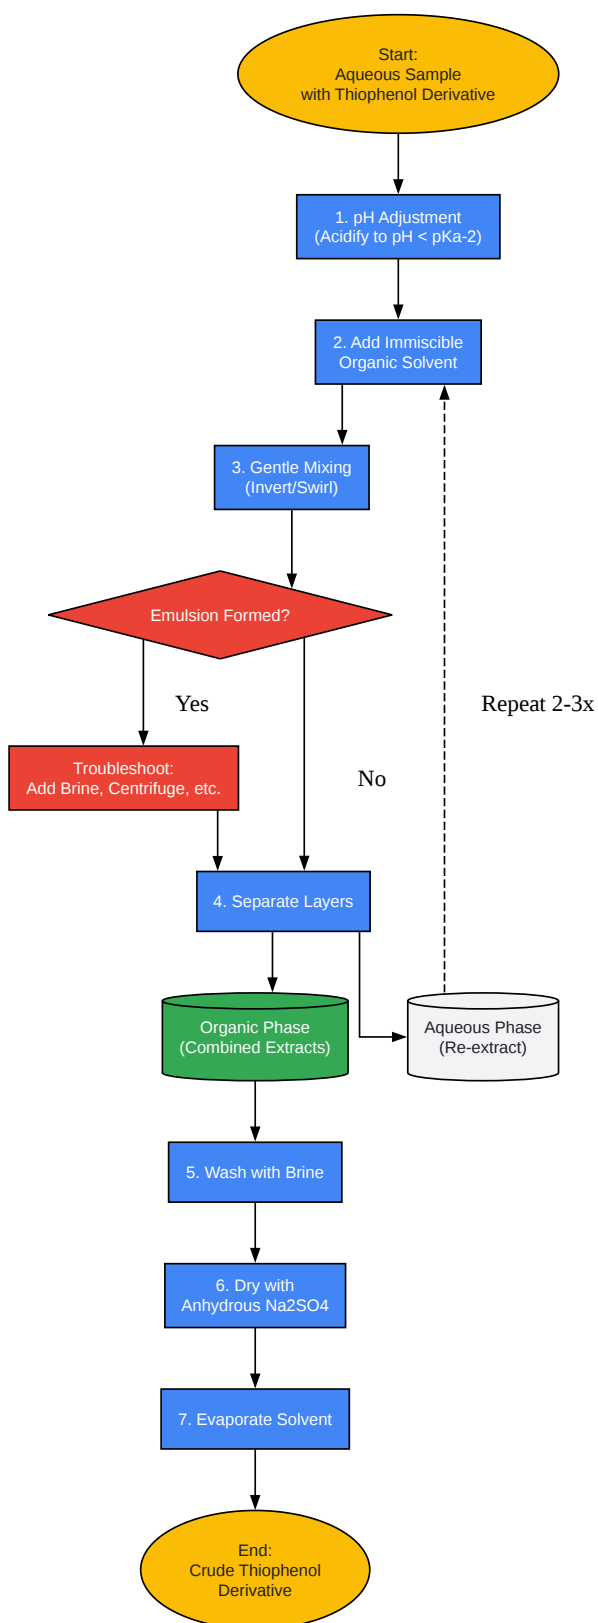 Start:
Aqueous Sample
with Thiophenol Derivative
1. pH Adjustment
(Acidify to pH < pKa-2)
2. Add Immiscible
Organic Solvent
3. Gentle Mixing
(Invert/Swirl)
Emulsion Formed?
Yes
Repeat 2-3x
Troubleshoot:
Add Brine, Centrifuge, etc.
No
4. Separate Layers
Organic Phase
(Combined Extracts)
Aqueous Phase
(Re-extract)
5. Wash with Brine
6. Dry with
Anhydrous Na2SO4
7. Evaporate Solvent
End:
Crude Thiophenol
Derivative